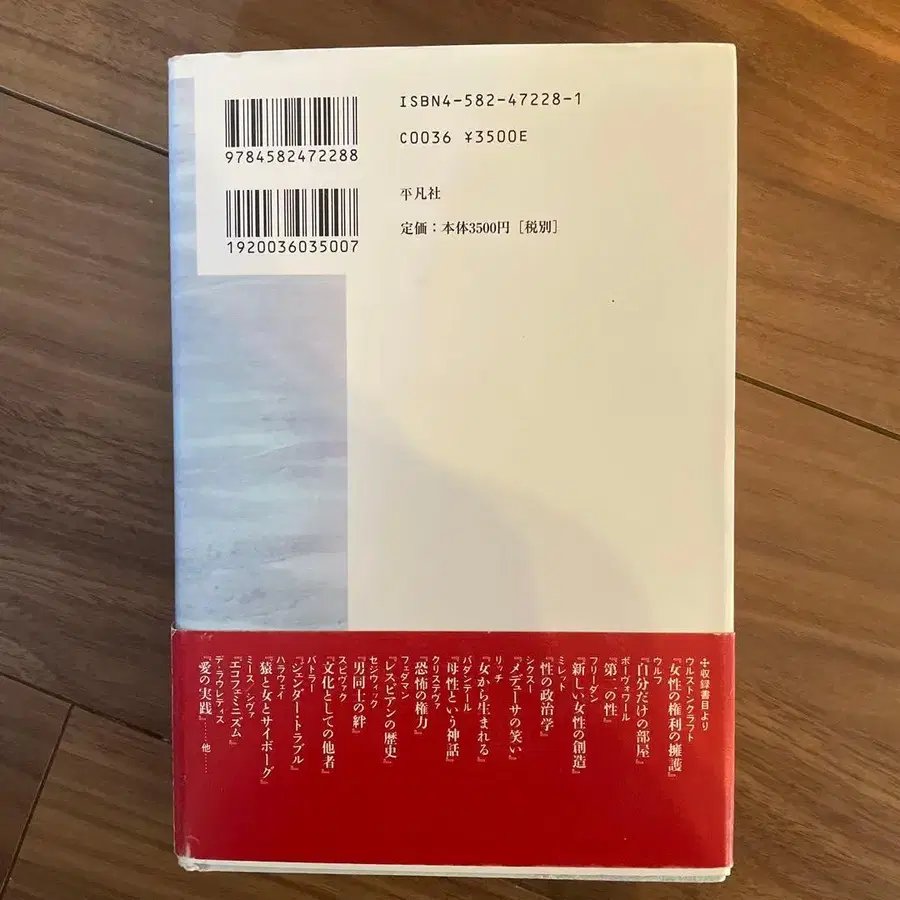 ISBN4-582-47228-1
9784582472288
C0036 ¥3500E
平凡社
1920036035007
定価：本体3500円［税別］
✢収録書目より
ウルストンクラフト
『女性の権利の擁護』
ウルフ
『自分だけの部屋』
ボーヴォワール
『第二の性』
フリーダン
『新しい女性の創造』
ミレット
『性の政治学』
シクスー
『メデューサの笑い』
リッチ
『女から生まれる』
バダンテール
『母性という神話』
クリステヴァ
『恐怖の権力』
フェダマン
『レスビアンの歴史』
セジウィック
『男同士の絆』
スピヴァク
『文化としての他者』
バトラー
『ジェンダー・トラブル』
ハラウェイ
『猿と女とサイボーグ』
ミース／シヴァ
『エコフェミニズム』
デ・ラウレティス
『愛の実践』……他……